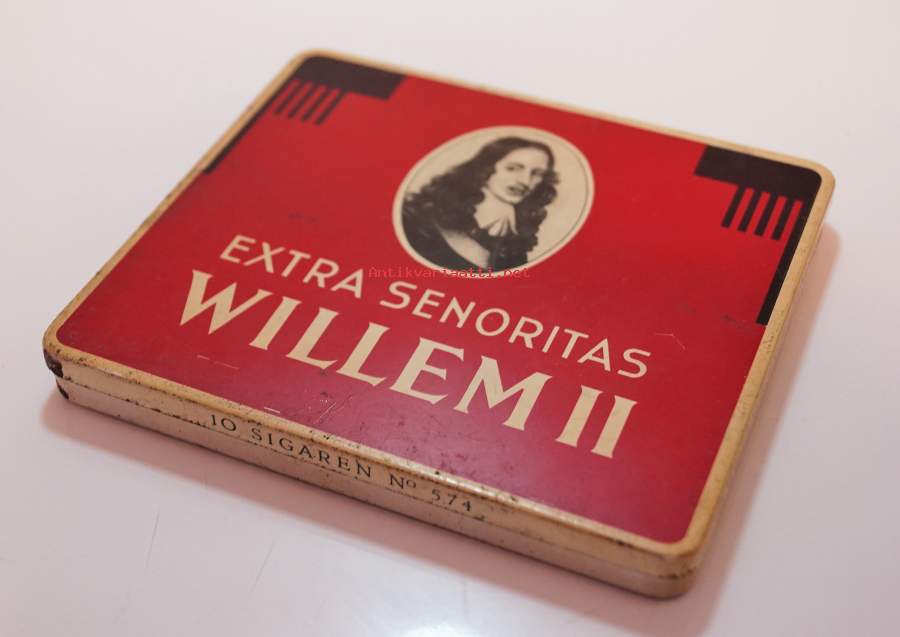 Antikvariaatti.net
EXTRA SENORITAS
WILLEM II
10 SIGAREN No 574